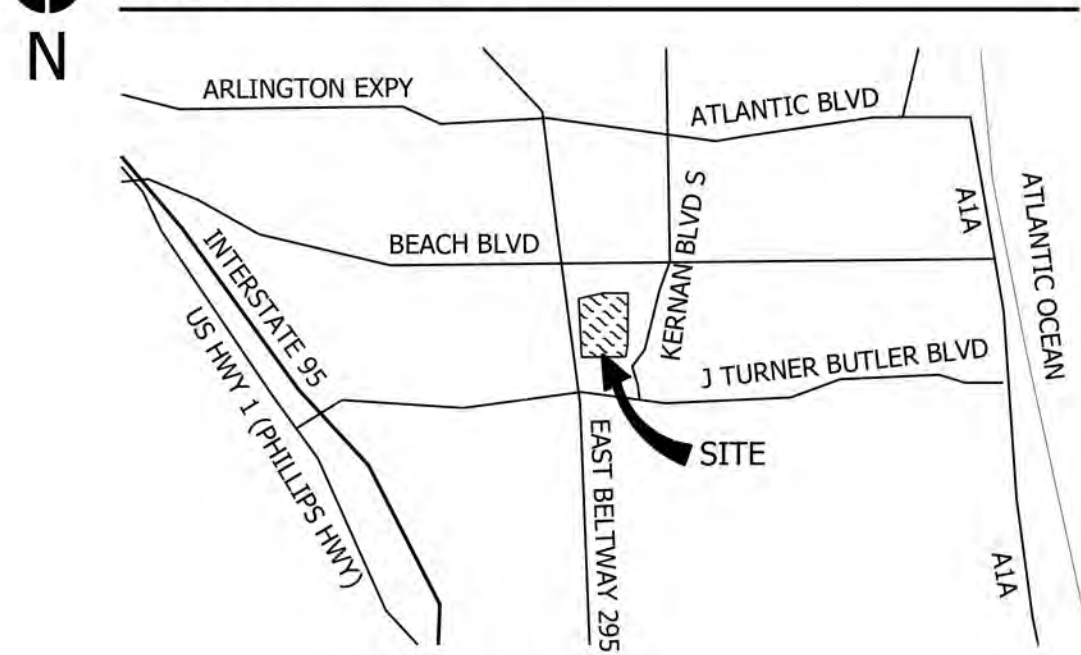 N
ARLINGTON EXPY
ATLANTIC BLVD
KERNAN BLVD S
A1A
ATLANTIC OCEAN
BEACH BLVD
INTERSTATE 95
US HWY 1 (PHILLIPS HWY)
J TURNER BUTLER BLVD
EAST BELTWAY 295
SITE
A1A